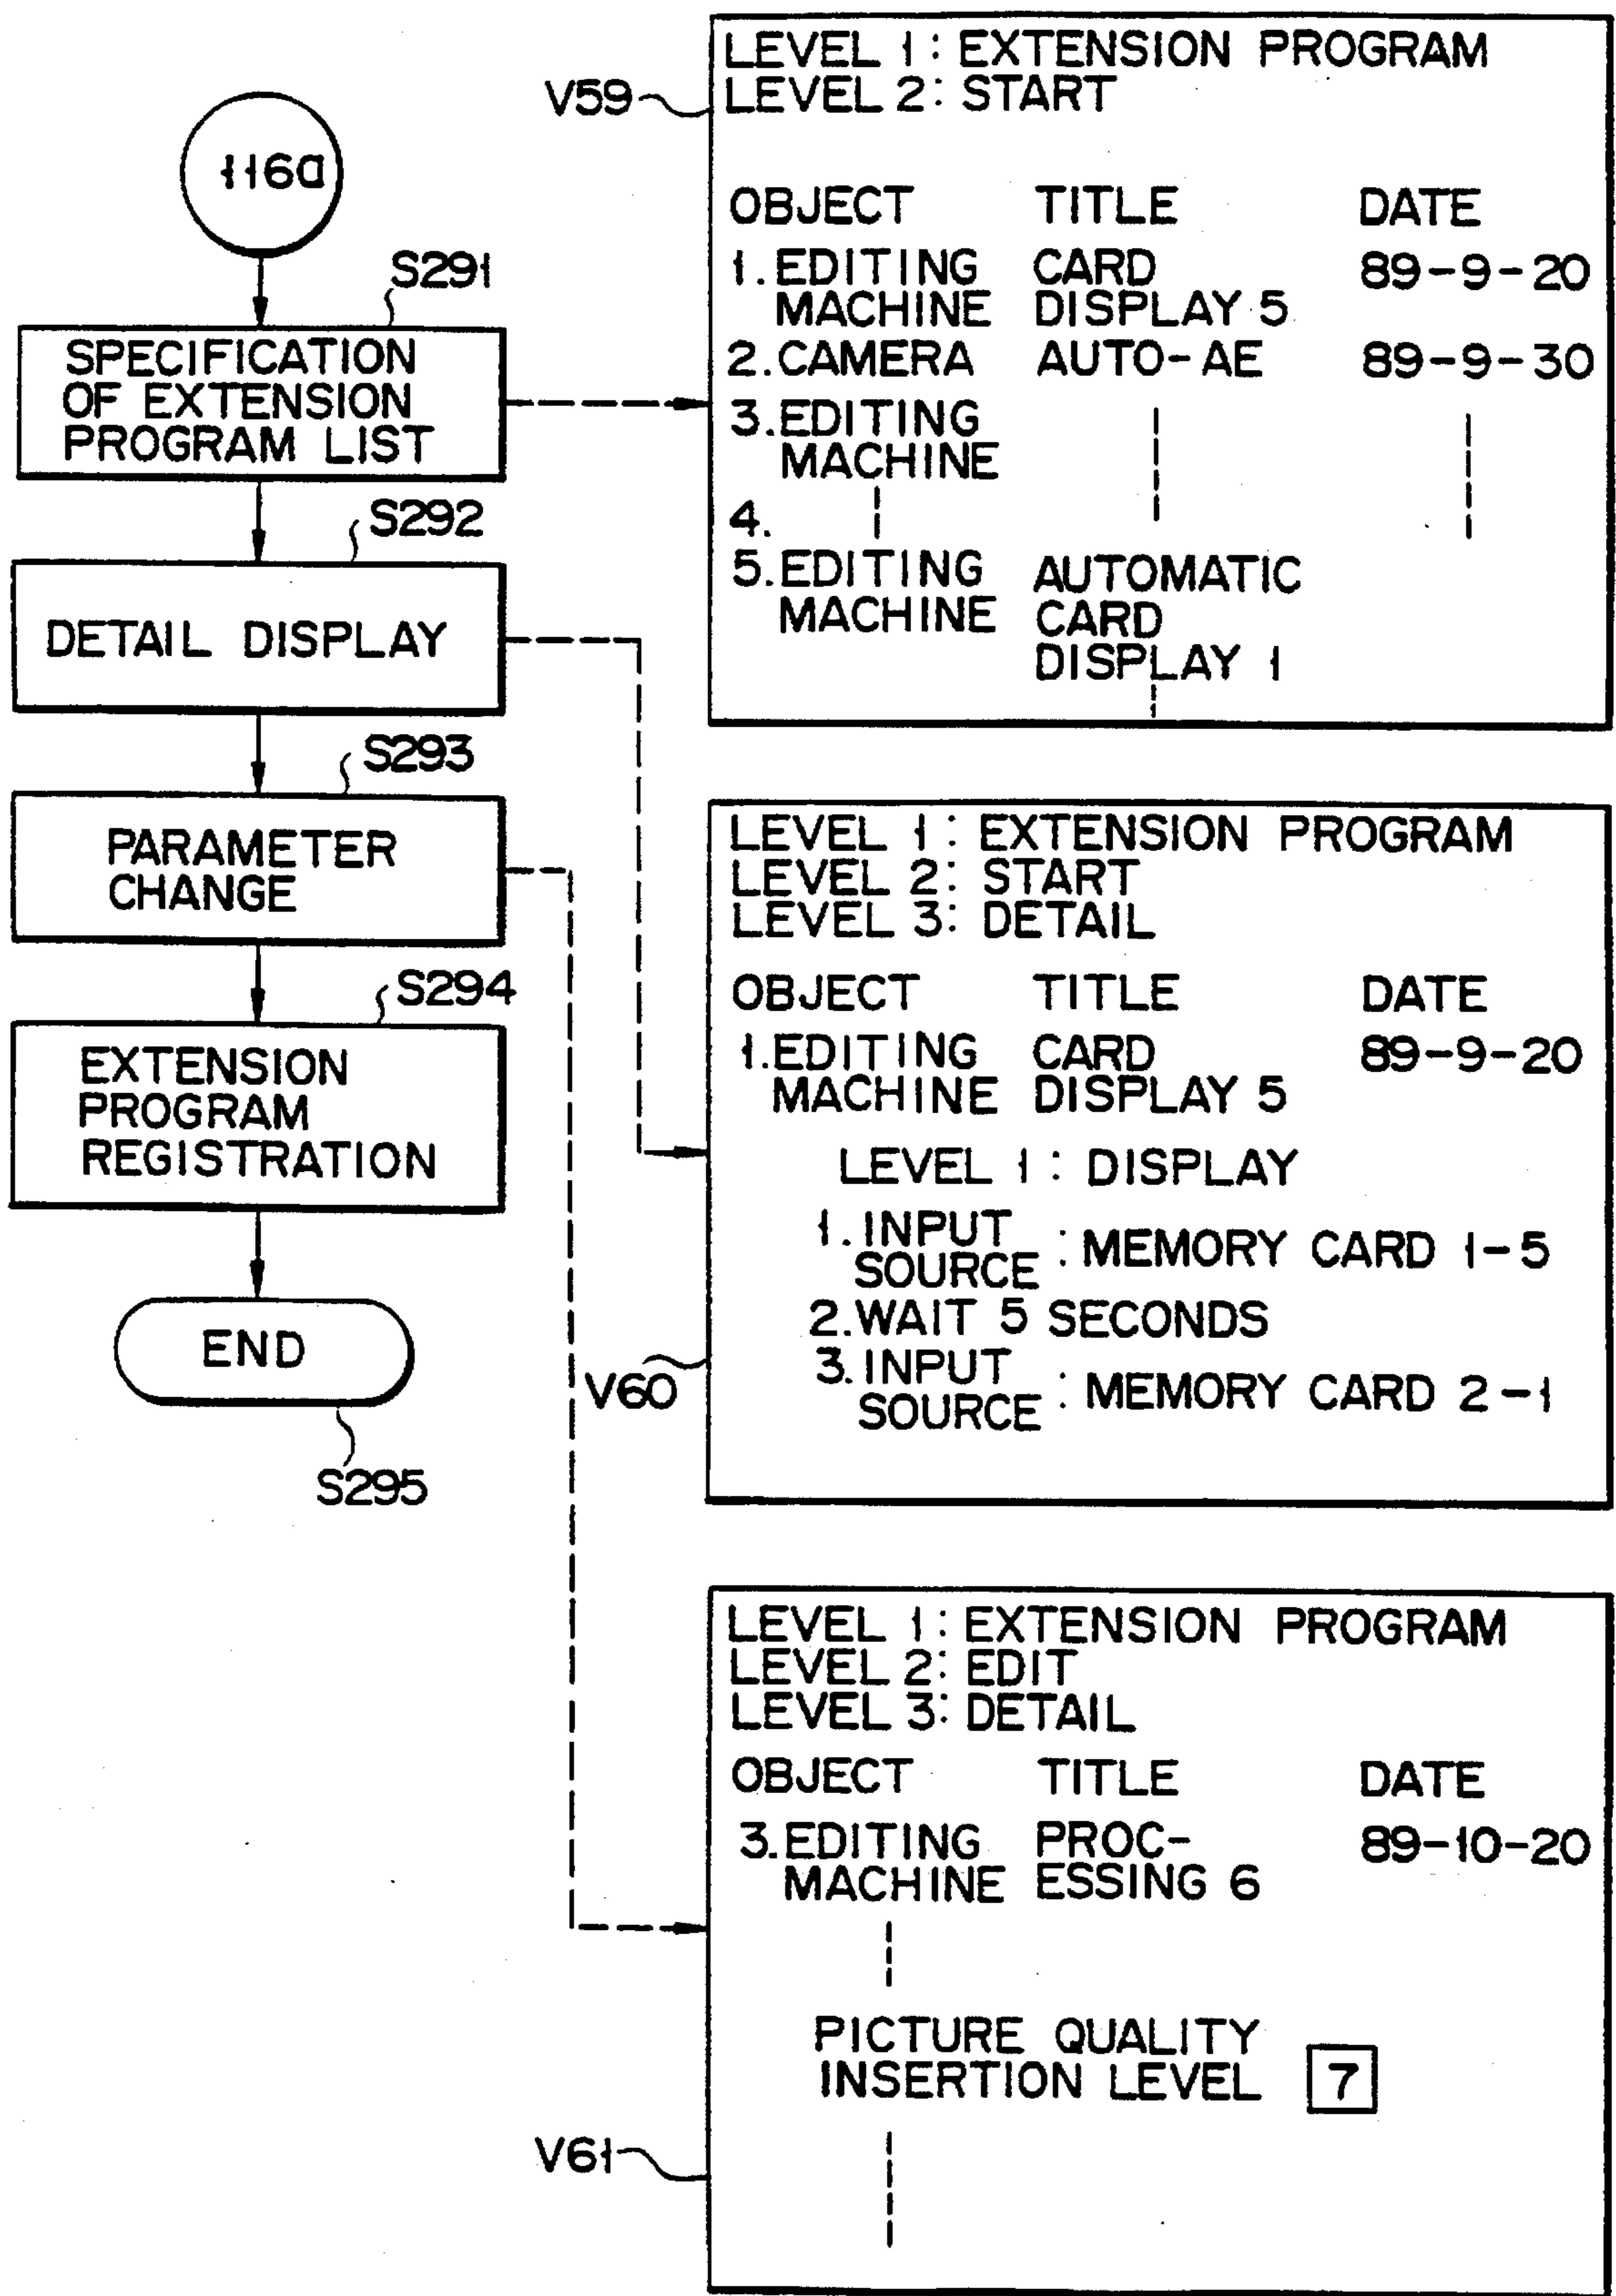 116a
S291
SPECIFICATION
OF EXTENSION
PROGRAM LIST
S292
DETAIL DISPLAY
S293
PARAMETER
CHANGE
S294
EXTENSION
PROGRAM
REGISTRATION
END
S295
V59
LEVEL 1: EXTENSION PROGRAM
LEVEL 2: START
OBJECT TITLE DATE
1. EDITING CARD 89-9-20
MACHINE DISPLAY 5
2. CAMERA AUTO-AE 89-9-30
3. EDITING
MACHINE
4.
5. EDITING AUTOMATIC
MACHINE CARD
DISPLAY 1
V60
LEVEL 1: EXTENSION PROGRAM
LEVEL 2: START
LEVEL 3: DETAIL
OBJECT TITLE DATE
1. EDITING CARD 89-9-20
MACHINE DISPLAY 5
LEVEL 1: DISPLAY
1. INPUT
SOURCE : MEMORY CARD 1-5
2. WAIT 5 SECONDS
3. INPUT
SOURCE : MEMORY CARD 2-1
V61
LEVEL 1: EXTENSION PROGRAM
LEVEL 2: EDIT
LEVEL 3: DETAIL
OBJECT TITLE DATE
3. EDITING PROC- 89-10-20
MACHINE ESSING 6
PICTURE QUALITY
INSERTION LEVEL 7